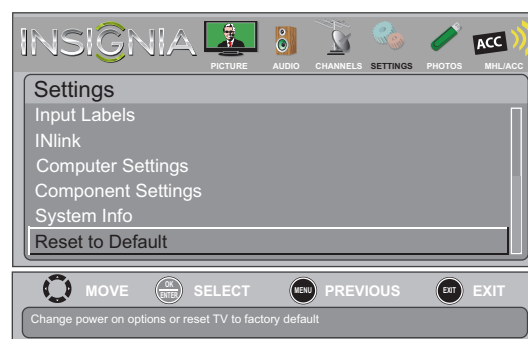 INSIGNIA
PICTURE AUDIO CHANNELS SETTINGS PHOTOS MHL/ACC
ACC
Settings
Input Labels
INlink
Computer Settings
Component Settings
System Info
Reset to Default
MOVE OK ENTER SELECT MENU PREVIOUS EXIT EXIT
Change power on options or reset TV to factory default